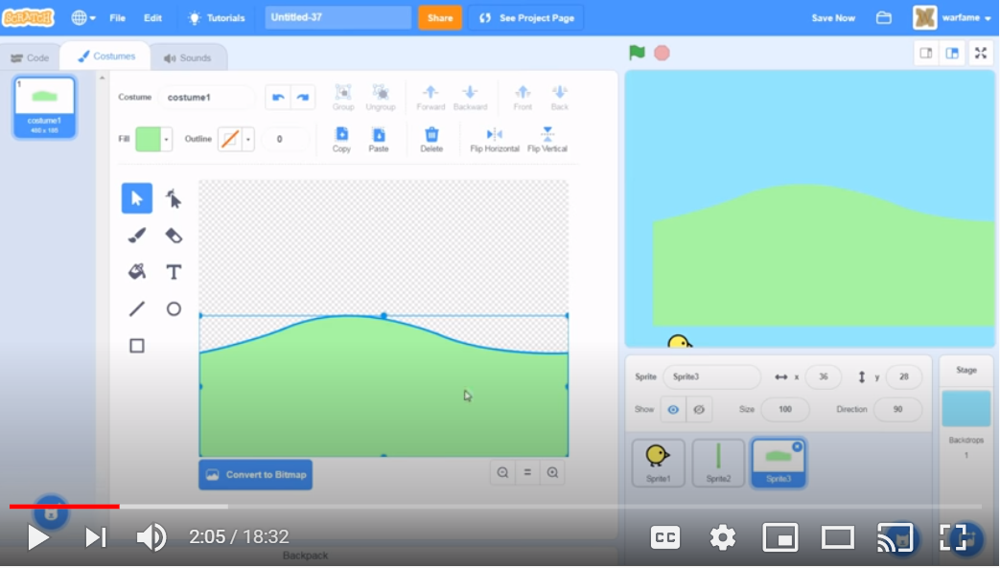 SCRATCH File Edit Tutorials Untitled-37 Share See Project Page Save Now warfame
Code Costumes Sounds
1
costume1
480 x 185
Costume costume1
Group Ungroup Forward Backward Front Back
Fill Outline 0
Copy Paste Delete Flip Horizontal Flip Vertical
T
Convert to Bitmap
=
Sprite Sprite3 x 36 y 28
Show Size 100 Direction 90
Sprite1 Sprite2 Sprite3
Stage
Backdrops
1
2:05 / 18:32
CC
Backpack